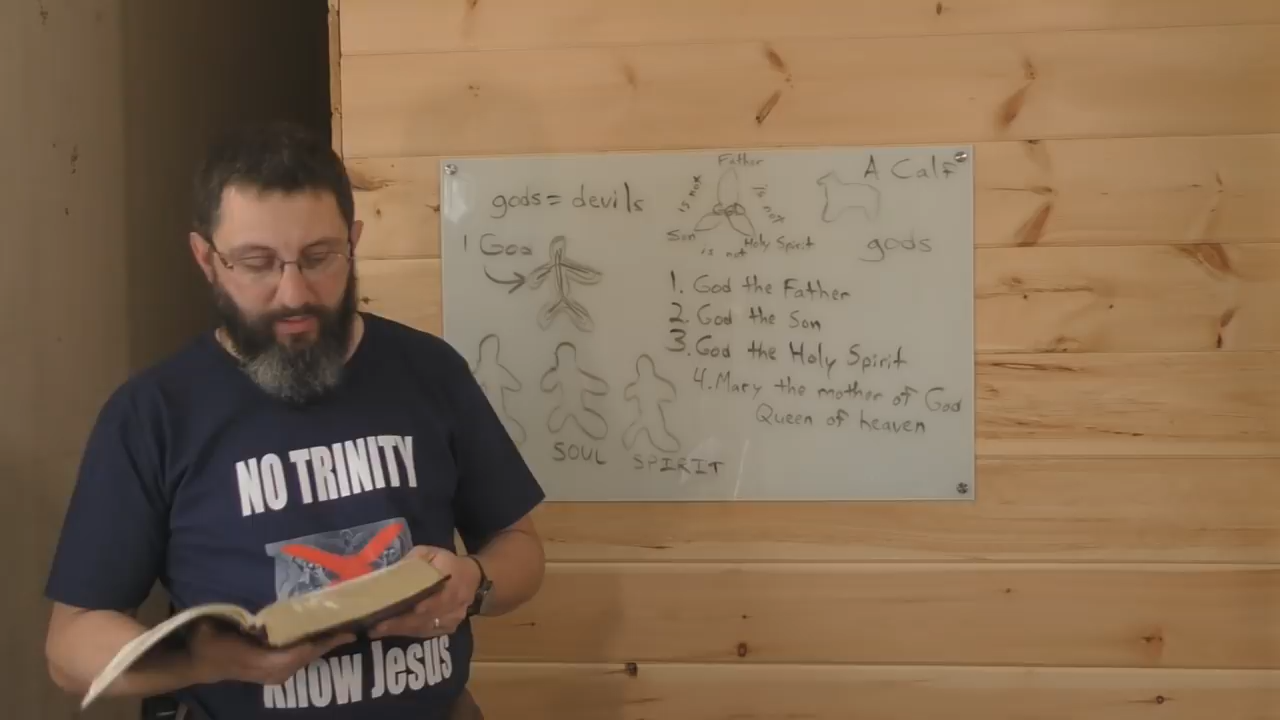 gods = devils
1 God
SOUL
SPIRIT
Father
is not
is not
GOD
Son
Holy Spirit
is not
A Calf
gods
1. God the Father
2. God the Son
3. God the Holy Spirit
4. Mary the mother of God
Queen of heaven
NO TRINITY
Know Jesus